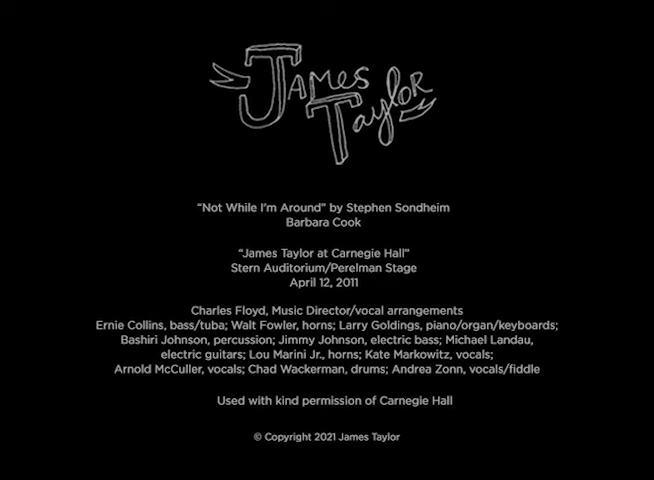 James
Taylor
“Not While I’m Around” by Stephen Sondheim
Barbara Cook
“James Taylor at Carnegie Hall”
Stern Auditorium/Perelman Stage
April 12, 2011
Charles Floyd, Music Director/vocal arrangements
Ernie Collins, bass/tuba; Walt Fowler, horns; Larry Goldings, piano/organ/keyboards;
Bashiri Johnson, percussion; Jimmy Johnson, electric bass; Michael Landau,
electric guitars; Lou Marini Jr., horns; Kate Markowitz, vocals;
Arnold McCuller, vocals; Chad Wackerman, drums; Andrea Zonn, vocals/fiddle
Used with kind permission of Carnegie Hall
© Copyright 2021 James Taylor